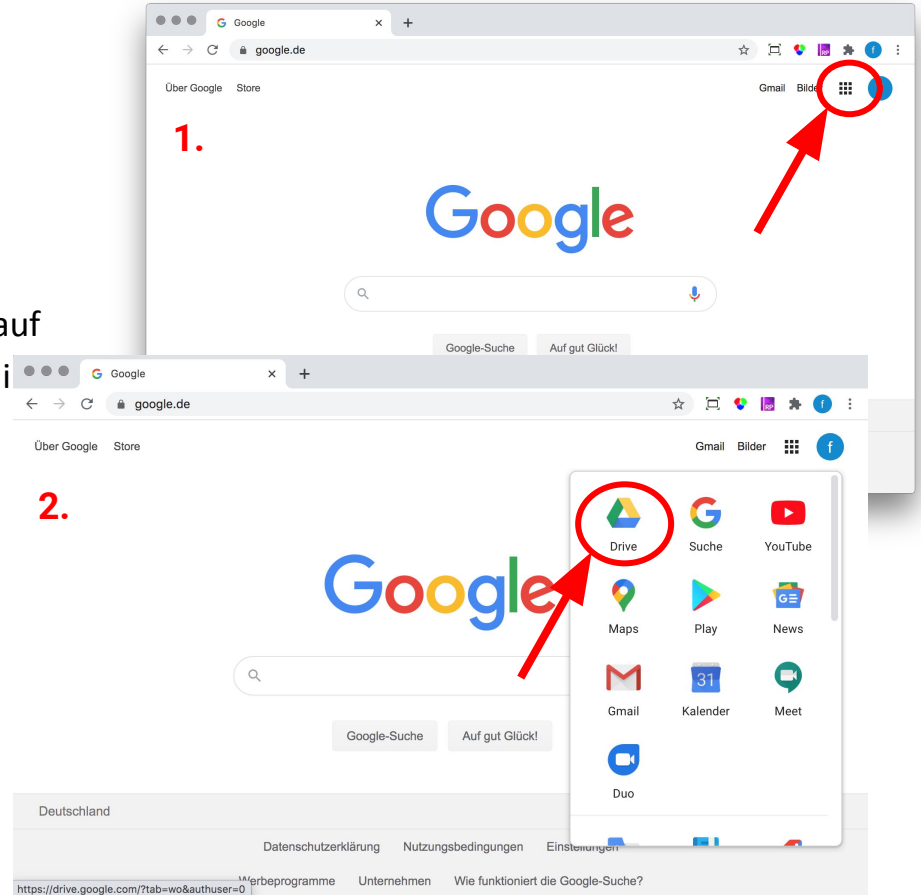 Google
google.de
Über Google Store
Gmail Bilde
1.
Google
Google-Suche Auf gut Glück!
auf
G Google
google.de
Über Google Store
Gmail Bilder
f
2.
Drive Suche YouTube
Google
Maps Play News
31
Gmail Kalender Meet
Google-Suche Auf gut Glück!
Duo
Deutschland
Datenschutzerklärung Nutzungsbedingungen Einstellungen
Werbeprogramme Unternehmen Wie funktioniert die Google-Suche?
https://drive.google.com/?tab=wo&authuser=0